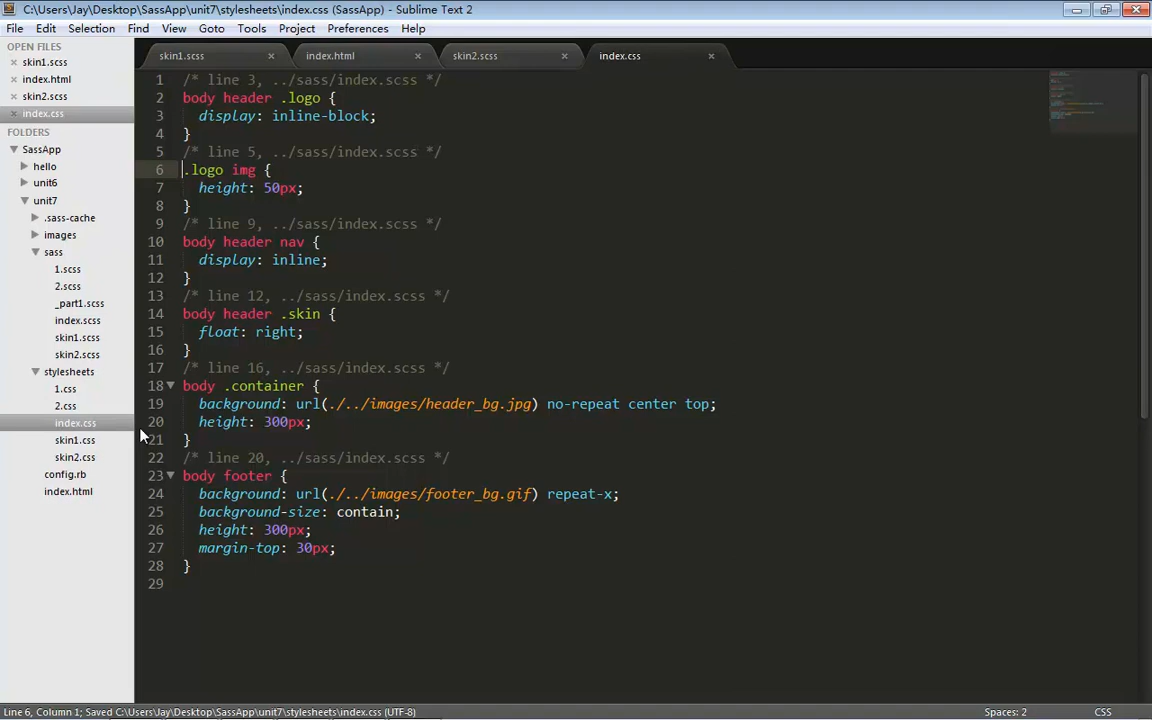 C:\Users\Jay\Desktop\SassApp\unit7\stylesheets\index.css (SassApp) - Sublime Text 2
File Edit Selection Find View Goto Tools Project Preferences Help
OPEN FILES
skin1.scss
index.html
skin2.scss
index.css
FOLDERS
SassApp
hello
unit6
unit7
.sass-cache
images
sass
1.scss
2.scss
_part1.scss
index.scss
skin1.scss
skin2.scss
stylesheets
1.css
2.css
index.css
skin1.css
skin2.css
config.rb
index.html
skin1.scss index.html skin2.scss index.css
1 /* line 3, ../sass/index.scss */
2 body header .logo {
3 display: inline-block;
4 }
5 /* line 5, ../sass/index.scss */
6 .logo img {
7 height: 50px;
8 }
9 /* line 9, ../sass/index.scss */
10 body header nav {
11 display: inline;
12 }
13 /* line 12, ../sass/index.scss */
14 body header .skin {
15 float: right;
16 }
17 /* line 16, ../sass/index.scss */
18 body .container {
19 background: url(./../images/header_bg.jpg) no-repeat center top;
20 height: 300px;
21 }
22 /* line 20, ../sass/index.scss */
23 body footer {
24 background: url(./../images/footer_bg.gif) repeat-x;
25 background-size: contain;
26 height: 300px;
27 margin-top: 30px;
28 }
29
Line 6, Column 1; Saved C:\Users\Jay\Desktop\SassApp\unit7\stylesheets\index.css (UTF-8) Spaces: 2 CSS